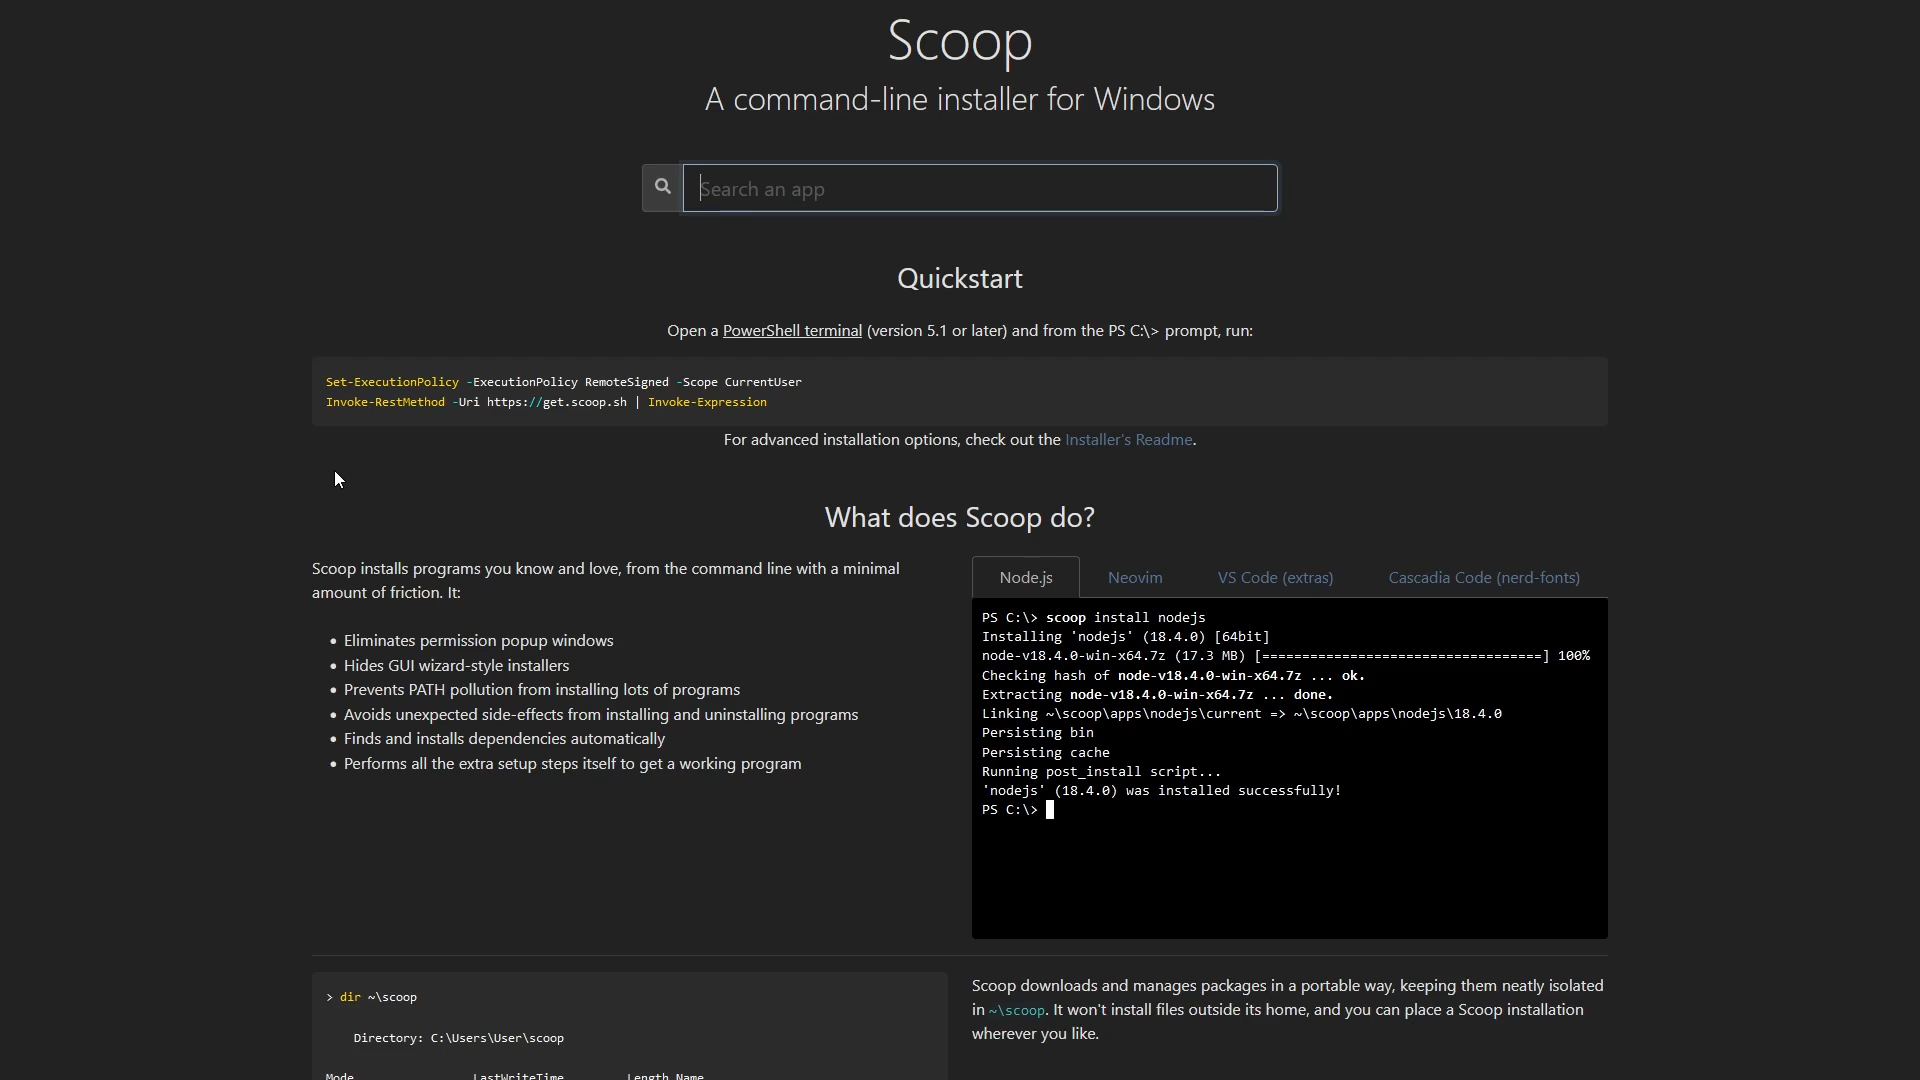 Scoop
A command-line installer for Windows
Search an app
Quickstart
Open a PowerShell terminal (version 5.1 or later) and from the PS C:\> prompt, run:
Set-ExecutionPolicy -ExecutionPolicy RemoteSigned -Scope CurrentUser
Invoke-RestMethod -Uri https://get.scoop.sh | Invoke-Expression
For advanced installation options, check out the Installer's Readme.
What does Scoop do?
Scoop installs programs you know and love, from the command line with a minimal
amount of friction. It:
• Eliminates permission popup windows
• Hides GUI wizard-style installers
• Prevents PATH pollution from installing lots of programs
• Avoids unexpected side-effects from installing and uninstalling programs
• Finds and installs dependencies automatically
• Performs all the extra setup steps itself to get a working program
Node.js Neovim VS Code (extras) Cascadia Code (nerd-fonts)
PS C:\> scoop install nodejs
Installing 'nodejs' (18.4.0) [64bit]
node-v18.4.0-win-x64.7z (17.3 MB) [===================================] 100%
Checking hash of node-v18.4.0-win-x64.7z ... ok.
Extracting node-v18.4.0-win-x64.7z ... done.
Linking ~\scoop\apps\nodejs\current => ~\scoop\apps\nodejs\18.4.0
Persisting bin
Persisting cache
Running post_install script...
'nodejs' (18.4.0) was installed successfully!
PS C:\>
> dir ~\scoop
Directory: C:\Users\User\scoop
Mode LastWriteTime Length Name
Scoop downloads and manages packages in a portable way, keeping them neatly isolated
in ~\scoop. It won't install files outside its home, and you can place a Scoop installation
wherever you like.